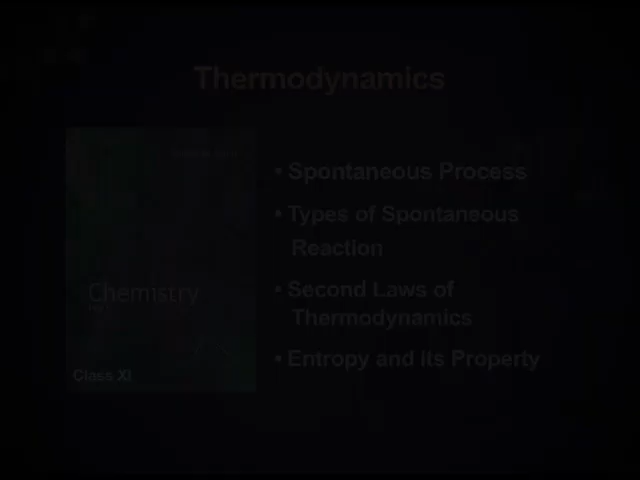 Thermodynamics
• Spontaneous Process
• Types of Spontaneous
Reaction
• Second Laws of
Thermodynamics
• Entropy and its Property
Chemistry
Class XI